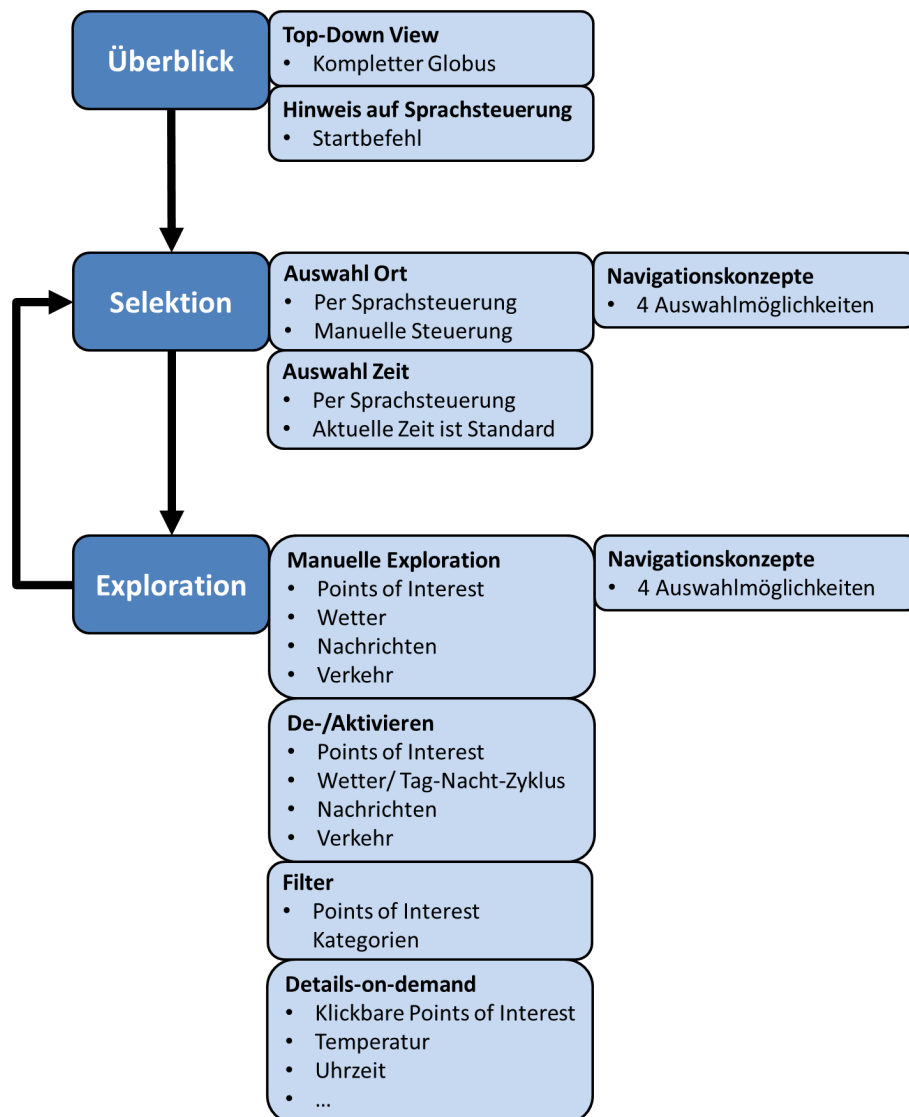 Überblick
Top-Down View
• Kompletter Globus
Hinweis auf Sprachsteuerung
• Startbefehl
Selektion
Auswahl Ort
• Per Sprachsteuerung
• Manuelle Steuerung
Navigationskonzepte
• 4 Auswahlmöglichkeiten
Auswahl Zeit
• Per Sprachsteuerung
• Aktuelle Zeit ist Standard
Exploration
Manuelle Exploration
• Points of Interest
• Wetter
• Nachrichten
• Verkehr
Navigationskonzepte
• 4 Auswahlmöglichkeiten
De-/Aktivieren
• Points of Interest
• Wetter/ Tag-Nacht-Zyklus
• Nachrichten
• Verkehr
Filter
• Points of Interest
Kategorien
Details-on-demand
• Klickbare Points of Interest
• Temperatur
• Uhrzeit
• ...